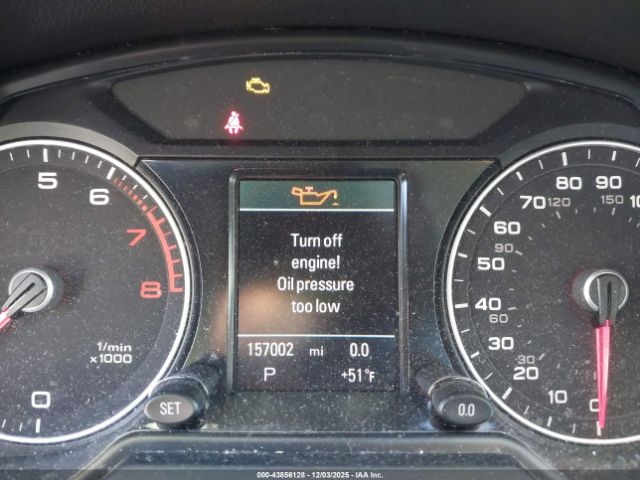 Turn off
engine!
Oil pressure
too low
157002 mi 0.0
P +51°F
5
6
7
8
1/min
x1000
0
SET
0.0
10
20
30
30
40
50
60
60
70
80
90
90
120
150
10
0
000-43856128 - 12/03/2025 - IAA Inc.